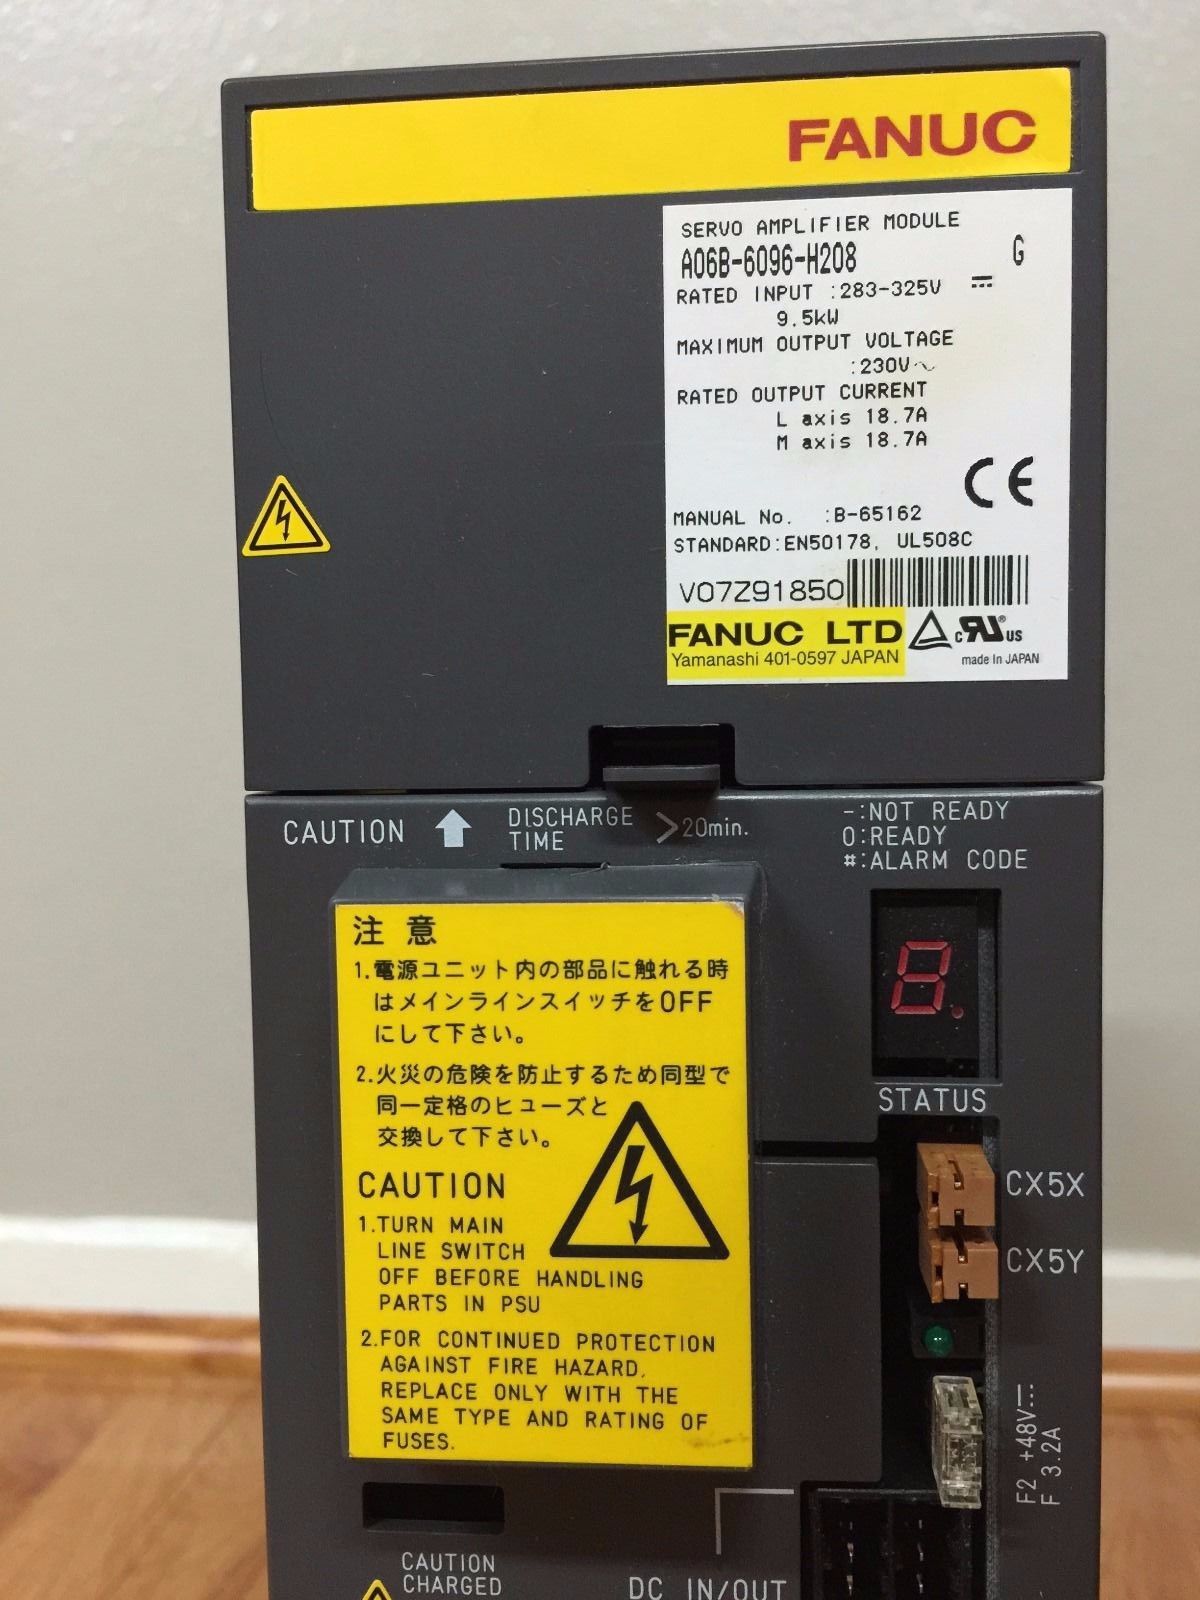 FANUC
SERVO AMPLIFIER MODULE
A06B-6096-H208 G
RATED INPUT :283-325V ⎓
9.5kW
MAXIMUM OUTPUT VOLTAGE
:230V～
RATED OUTPUT CURRENT
L axis 18.7A
M axis 18.7A
CE
MANUAL No. :B-65162
STANDARD:EN50178, UL508C
V07Z91850
FANUC LTD
Yamanashi 401-0597 JAPAN
c RU® US
made In JAPAN
CAUTION
DISCHARGE
TIME
>20min.
-:NOT READY
0:READY
#:ALARM CODE
8.
STATUS
注 意
1.電源ユニット内の部品に触れる時
はメインラインスイッチをOFF
にして下さい。
2.火災の危険を防止するため同型で
同一定格のヒューズと
交換して下さい。
CAUTION
1.TURN MAIN
LINE SWITCH
OFF BEFORE HANDLING
PARTS IN PSU
2.FOR CONTINUED PROTECTION
AGAINST FIRE HAZARD,
REPLACE ONLY WITH THE
SAME TYPE AND RATING OF
FUSES.
CX5X
CX5Y
F2 +48V⎓
F 3.2A
CAUTION
CHARGED
DC IN/OUT